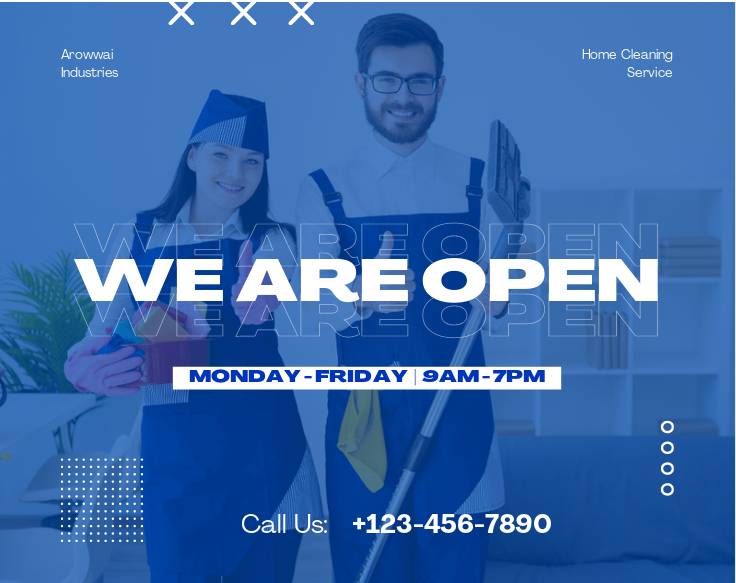 Arowwai
Industries
Home Cleaning
Service
WE ARE OPEN
WE ARE OPEN
WE ARE OPEN
MONDAY - FRIDAY | 9AM - 7PM
Call Us: +123-456-7890